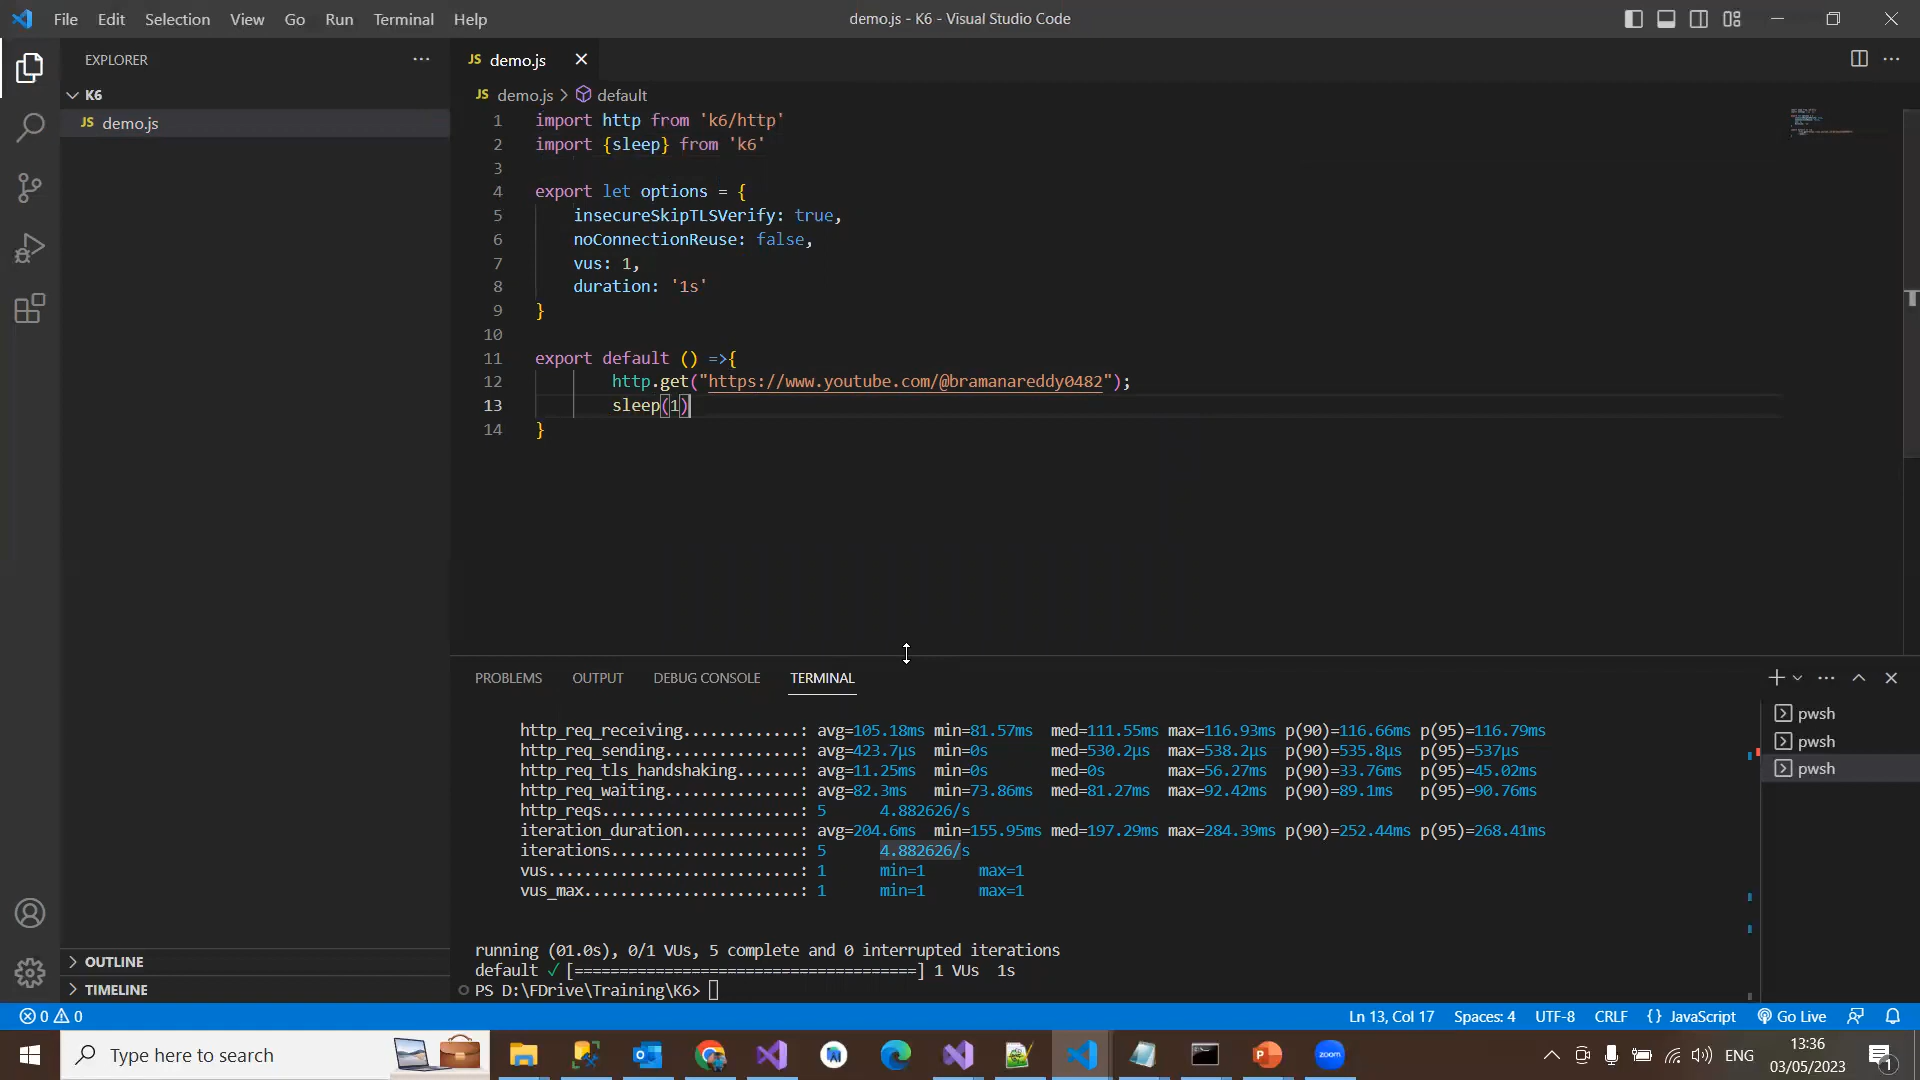 File Edit Selection View Go Run Terminal Help
demo.js - K6 - Visual Studio Code
EXPLORER
K6
JS demo.js
JS demo.js
JS demo.js > default
1 import http from 'k6/http'
2 import {sleep} from 'k6'
3
4 export let options = {
5 insecureSkipTLSVerify: true,
6 noConnectionReuse: false,
7 vus: 1,
8 duration: '1s'
9 }
10
11 export default () =>{
12 http.get("https://www.youtube.com/@bramanareddy0482");
13 sleep(1)
14 }
PROBLEMS OUTPUT DEBUG CONSOLE TERMINAL
http_req_receiving.............: avg=105.18ms min=81.57ms med=111.55ms max=116.93ms p(90)=116.66ms p(95)=116.79ms
http_req_sending...............: avg=423.7µs min=0s med=530.2µs max=538.2µs p(90)=535.8µs p(95)=537µs
http_req_tls_handshaking.......: avg=11.25ms min=0s med=0s max=56.27ms p(90)=33.76ms p(95)=45.02ms
http_req_waiting...............: avg=82.3ms min=73.86ms med=81.27ms max=92.42ms p(90)=89.1ms p(95)=90.76ms
http_reqs......................: 5 4.882626/s
iteration_duration.............: avg=204.6ms min=155.95ms med=197.29ms max=284.39ms p(90)=252.44ms p(95)=268.41ms
iterations.....................: 5 4.882626/s
vus............................: 1 min=1 max=1
vus_max........................: 1 min=1 max=1
running (01.0s), 0/1 VUs, 5 complete and 0 interrupted iterations
default ✓ [======================================] 1 VUs 1s
PS D:\FDrive\Training\K6>
pwsh
pwsh
pwsh
OUTLINE
TIMELINE
0 0
Ln 13, Col 17 Spaces: 4 UTF-8 CRLF {} JavaScript Go Live
Type here to search
zoom
ENG
13:36
03/05/2023
1